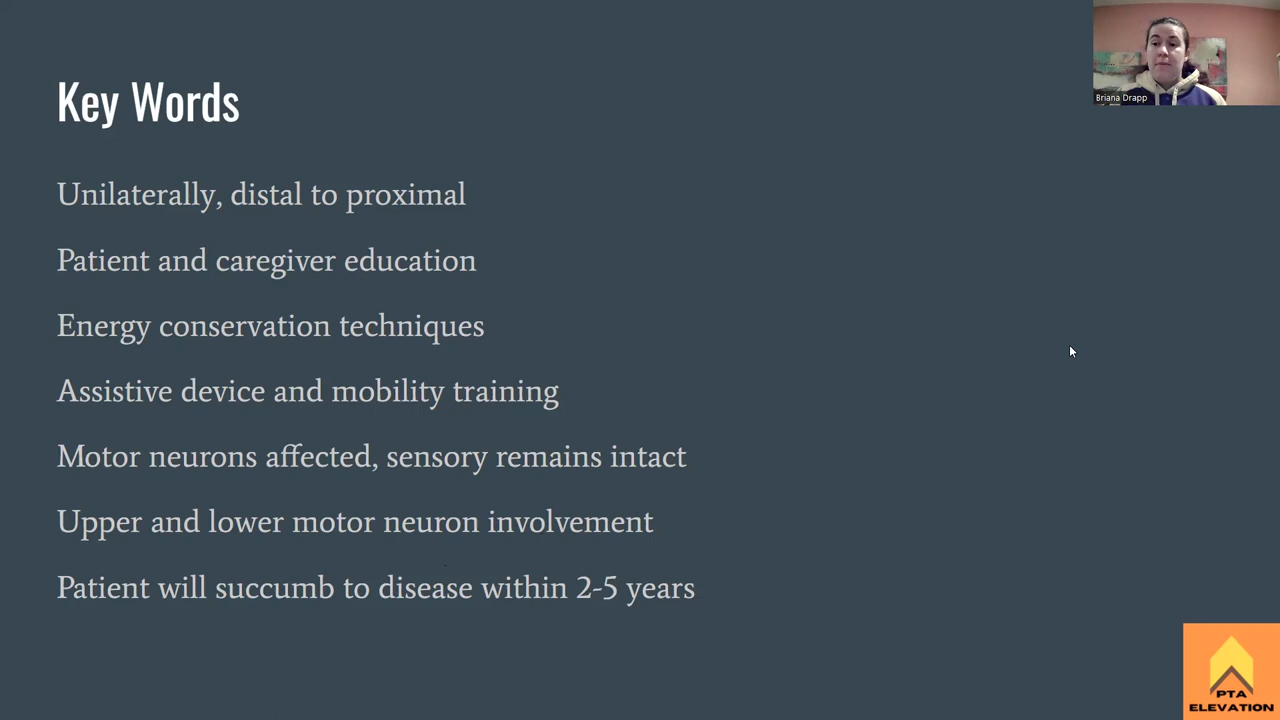 Briana Drapp
Key Words
Unilaterally, distal to proximal
Patient and caregiver education
Energy conservation techniques
Assistive device and mobility training
Motor neurons affected, sensory remains intact
Upper and lower motor neuron involvement
Patient will succumb to disease within 2-5 years
PTA
ELEVATION